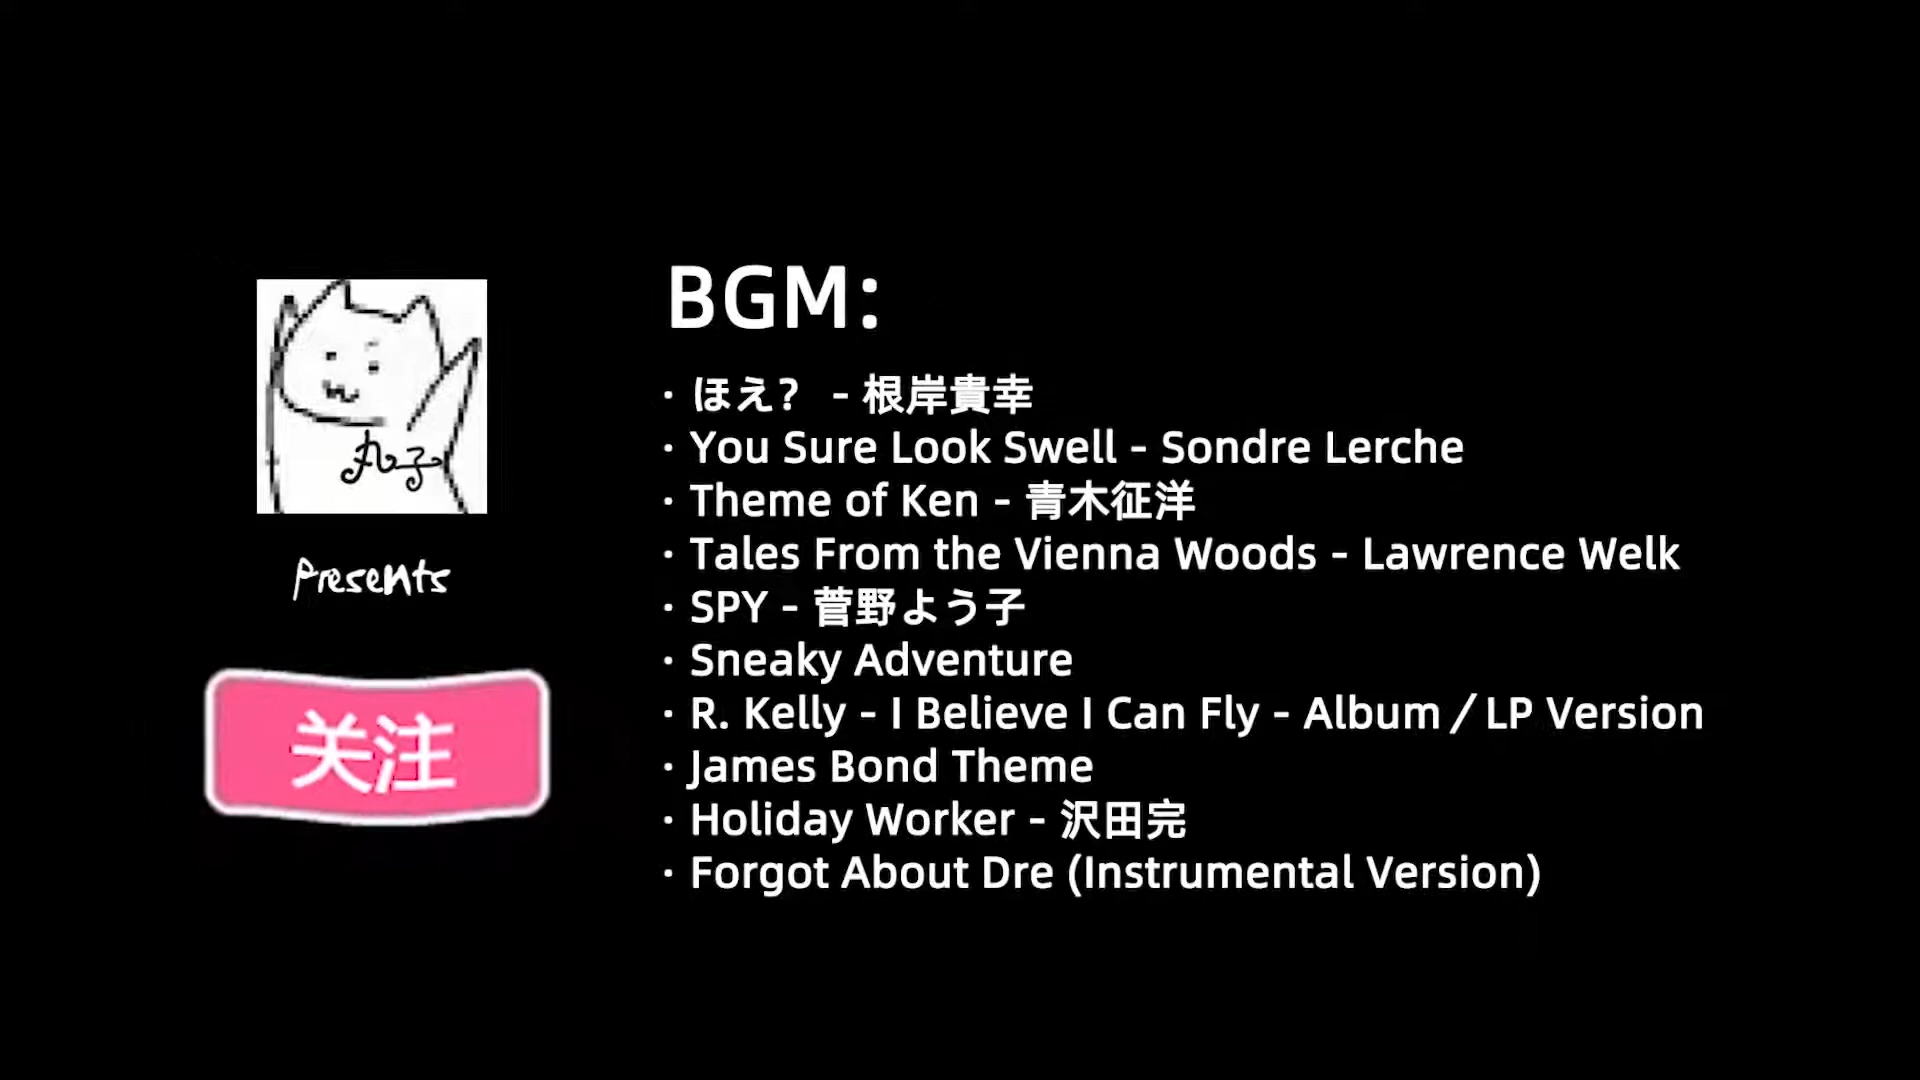 丸子
Presents
关注
BGM:
· ほえ? - 根岸貴幸
· You Sure Look Swell - Sondre Lerche
· Theme of Ken - 青木征洋
· Tales From the Vienna Woods - Lawrence Welk
· SPY - 菅野よう子
· Sneaky Adventure
· R. Kelly - I Believe I Can Fly - Album / LP Version
· James Bond Theme
· Holiday Worker - 沢田完
· Forgot About Dre (Instrumental Version)